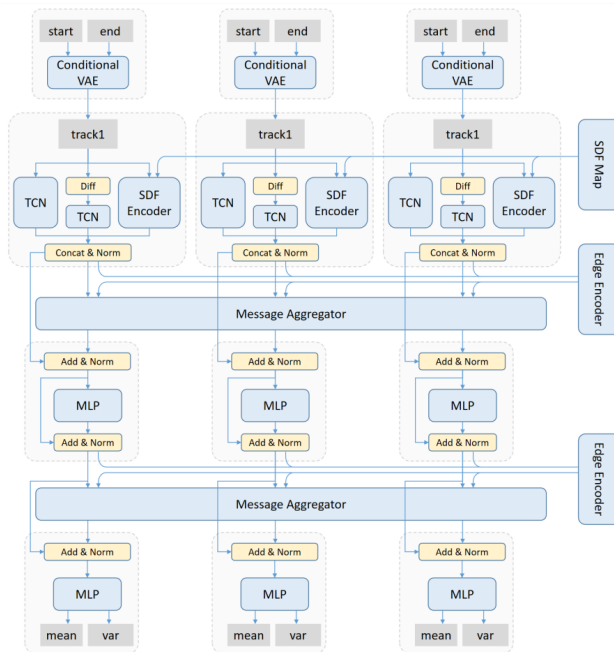 start end start end start end
Conditional VAE Conditional VAE Conditional VAE
track1 track1 track1
SDF Map
Diff Diff Diff
TCN SDF Encoder TCN SDF Encoder TCN SDF Encoder
TCN TCN TCN
Concat & Norm Concat & Norm Concat & Norm
Edge Encoder
Message Aggregator
Add & Norm Add & Norm Add & Norm
MLP MLP MLP
Add & Norm Add & Norm Add & Norm
Edge Encoder
Message Aggregator
Add & Norm Add & Norm Add & Norm
MLP MLP MLP
mean var mean var mean var